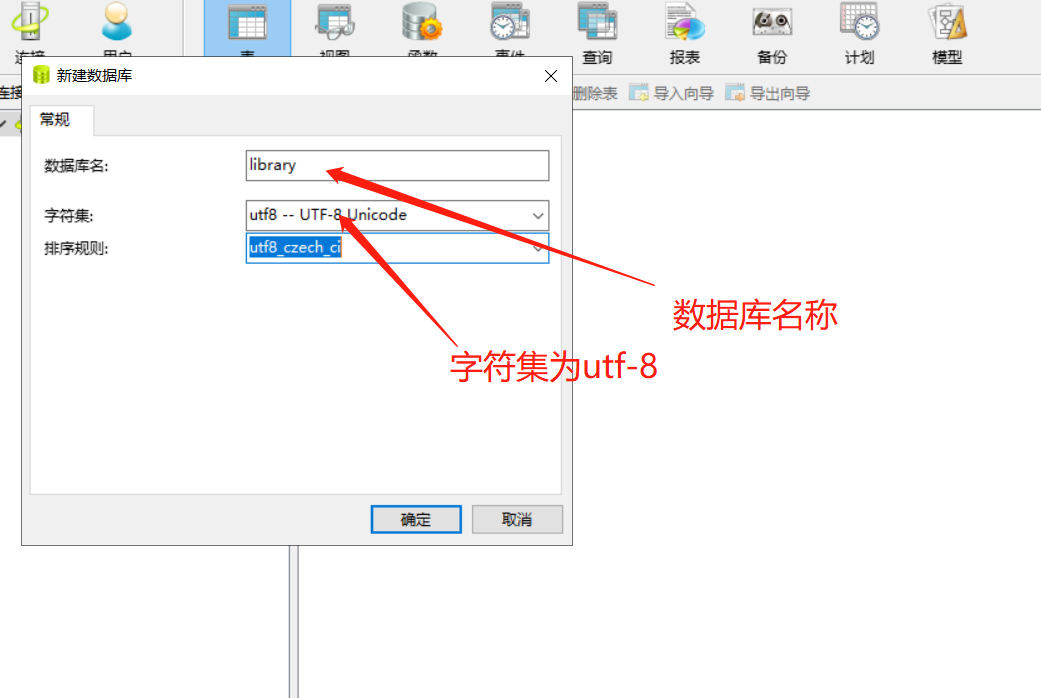 连接 用户 表 视图 函数 事件 查询 报表 备份 计划 模型
新建数据库
连接 删除表 导入向导 导出向导
常规
数据库名: library
字符集: utf8 -- UTF-8 Unicode
排序规则: utf8_czech_ci
数据库名称
字符集为utf-8
确定 取消